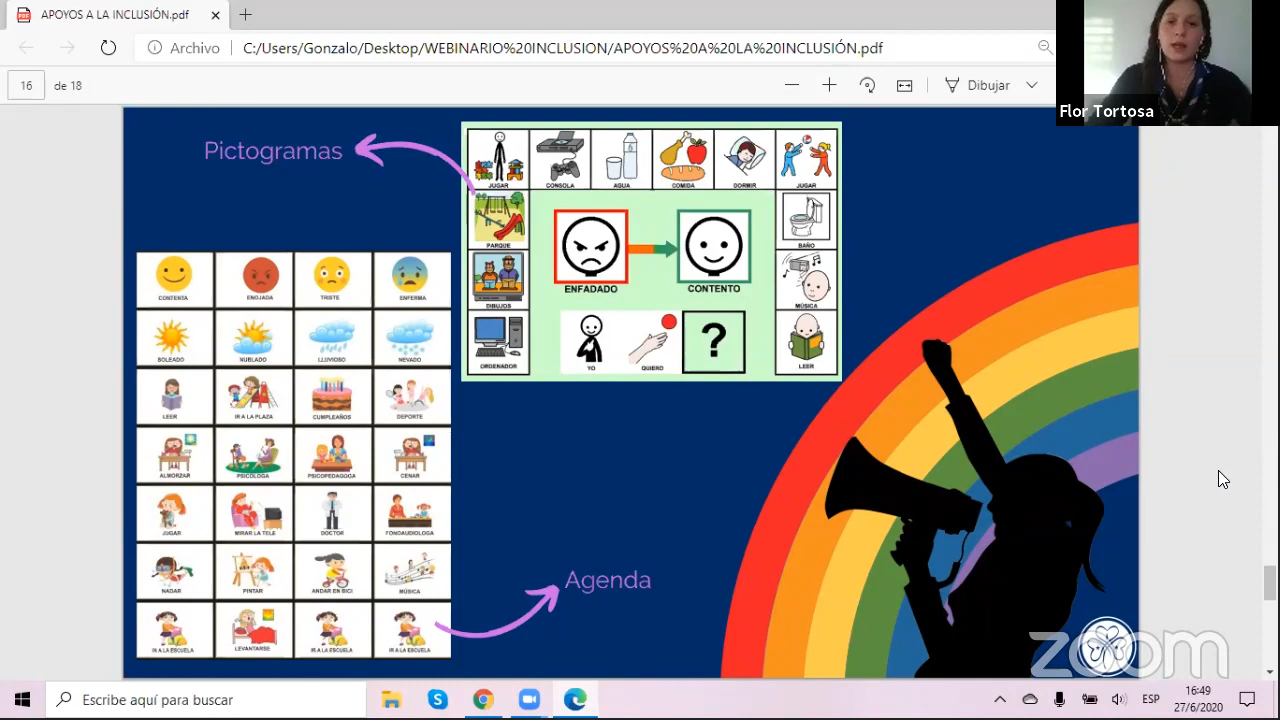 APOYOS A LA INCLUSIÓN.pdf
Archivo
C:/Users/Gonzalo/Desktop/WEBINARIO%20INCLUSION/APOYOS%20A%20LA%20INCLUSIÓN.pdf
16 de 18
Dibujar
Flor Tortosa
Pictogramas
JUGAR CONSOLA AGUA COMIDA DORMIR JUGAR
PARQUE BAÑO
ENFADADO CONTENTO
DIBUJOS MÚSICA
?
ORDENADOR YO QUIERO LEER
CONTENTA ENOJADA TRISTE ENFERMA
SOLEADO NUBLADO LLUVIOSO NEVADO
LEER IR A LA PLAZA CUMPLEAÑOS DEPORTE
ALMORZAR PSICOLOGA PSICOPEDAGOGA CENAR
JUGAR MIRAR LA TELE DOCTOR FONOAUDIOLOGA
NADAR PINTAR ANDAR EN BICI MÚSICA
IR A LA ESCUELA LEVANTARSE IR A LA ESCUELA IR A LA ESCUELA
Agenda
zoom
Escribe aquí para buscar
ESP
16:49
27/6/2020